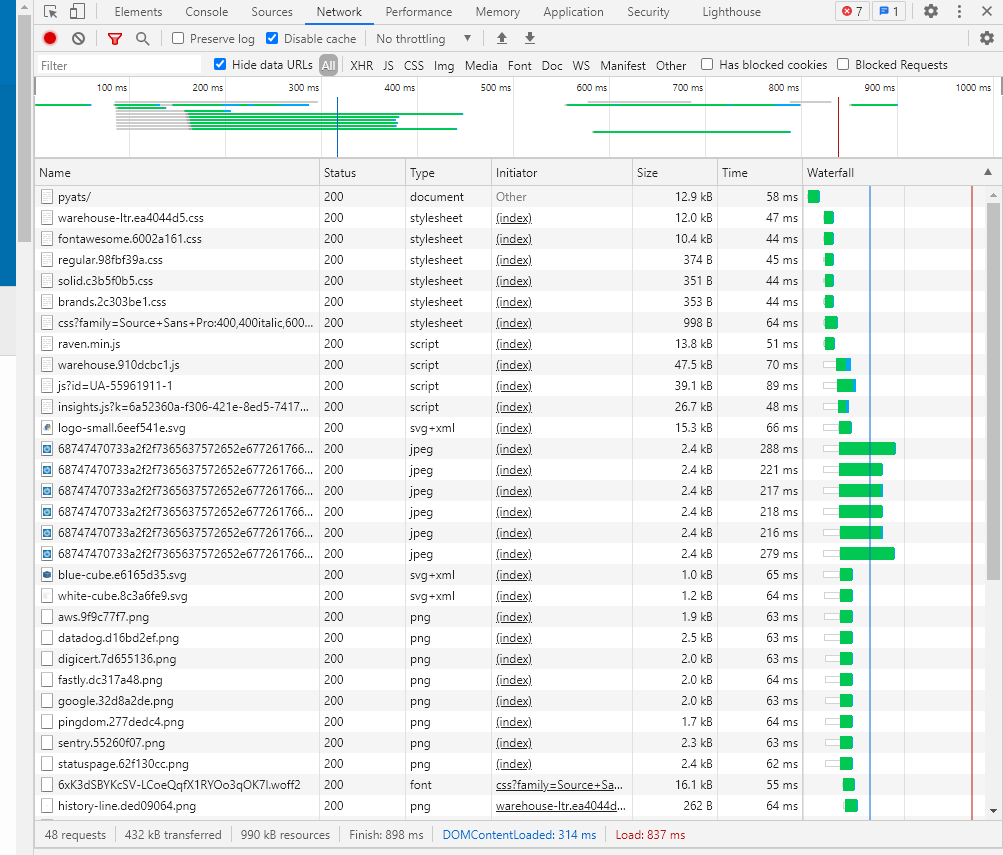 Elements Console Sources Network Performance Memory Application Security Lighthouse 7 1
Preserve log Disable cache No throttling
Filter Hide data URLs All XHR JS CSS Img Media Font Doc WS Manifest Other Has blocked cookies Blocked Requests
100 ms 200 ms 300 ms 400 ms 500 ms 600 ms 700 ms 800 ms 900 ms 1000 ms
Name Status Type Initiator Size Time Waterfall
pyats/ 200 document Other 12.9 kB 58 ms
warehouse-ltr.ea4044d5.css 200 stylesheet (index) 12.0 kB 47 ms
fontawesome.6002a161.css 200 stylesheet (index) 10.4 kB 44 ms
regular.98fbf39a.css 200 stylesheet (index) 374 B 45 ms
solid.c3b5f0b5.css 200 stylesheet (index) 351 B 44 ms
brands.2c303be1.css 200 stylesheet (index) 353 B 44 ms
css?family=Source+Sans+Pro:400,400italic,600... 200 stylesheet (index) 998 B 64 ms
raven.min.js 200 script (index) 13.8 kB 51 ms
warehouse.910dcbc1.js 200 script (index) 47.5 kB 70 ms
js?id=UA-55961911-1 200 script (index) 39.1 kB 89 ms
insights.js?k=6a52360a-f306-421e-8ed5-7417... 200 script (index) 26.7 kB 48 ms
logo-small.6eef541e.svg 200 svg+xml (index) 15.3 kB 66 ms
68747470733a2f2f7365637572652e677261766... 200 jpeg (index) 2.4 kB 288 ms
68747470733a2f2f7365637572652e677261766... 200 jpeg (index) 2.4 kB 221 ms
68747470733a2f2f7365637572652e677261766... 200 jpeg (index) 2.4 kB 217 ms
68747470733a2f2f7365637572652e677261766... 200 jpeg (index) 2.4 kB 218 ms
68747470733a2f2f7365637572652e677261766... 200 jpeg (index) 2.4 kB 216 ms
68747470733a2f2f7365637572652e677261766... 200 jpeg (index) 2.4 kB 279 ms
blue-cube.e6165d35.svg 200 svg+xml (index) 1.0 kB 65 ms
white-cube.8c3a6fe9.svg 200 svg+xml (index) 1.2 kB 64 ms
aws.9f9c77f7.png 200 png (index) 1.9 kB 63 ms
datadog.d16bd2ef.png 200 png (index) 2.5 kB 63 ms
digicert.7d655136.png 200 png (index) 2.0 kB 63 ms
fastly.dc317a48.png 200 png (index) 2.0 kB 64 ms
google.32d8a2de.png 200 png (index) 2.0 kB 63 ms
pingdom.277dedc4.png 200 png (index) 1.7 kB 64 ms
sentry.55260f07.png 200 png (index) 2.3 kB 63 ms
statuspage.62f130cc.png 200 png (index) 2.4 kB 62 ms
6xK3dSBYKcSV-LCoeQqfX1RYOo3qOK7l.woff2 200 font css?family=Source+Sa... 16.1 kB 55 ms
history-line.ded09064.png 200 png warehouse-ltr.ea4044d... 262 B 64 ms
48 requests 432 kB transferred 990 kB resources Finish: 898 ms DOMContentLoaded: 314 ms Load: 837 ms